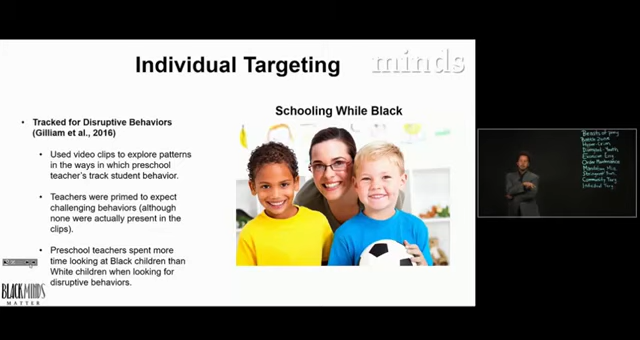 Individual Targeting
minds
Schooling While Black
• Tracked for Disruptive Behaviors
(Gilliam et al., 2016)
• Used video clips to explore patterns
in the ways in which preschool
teacher's track student behavior.
• Teachers were primed to expect
challenging behaviors (although
none were actually present in the
clips).
• Preschool teachers spent more
time looking at Black children than
White children when looking for
disruptive behaviors.
BLACKMINDS
MATTER
Community Targ